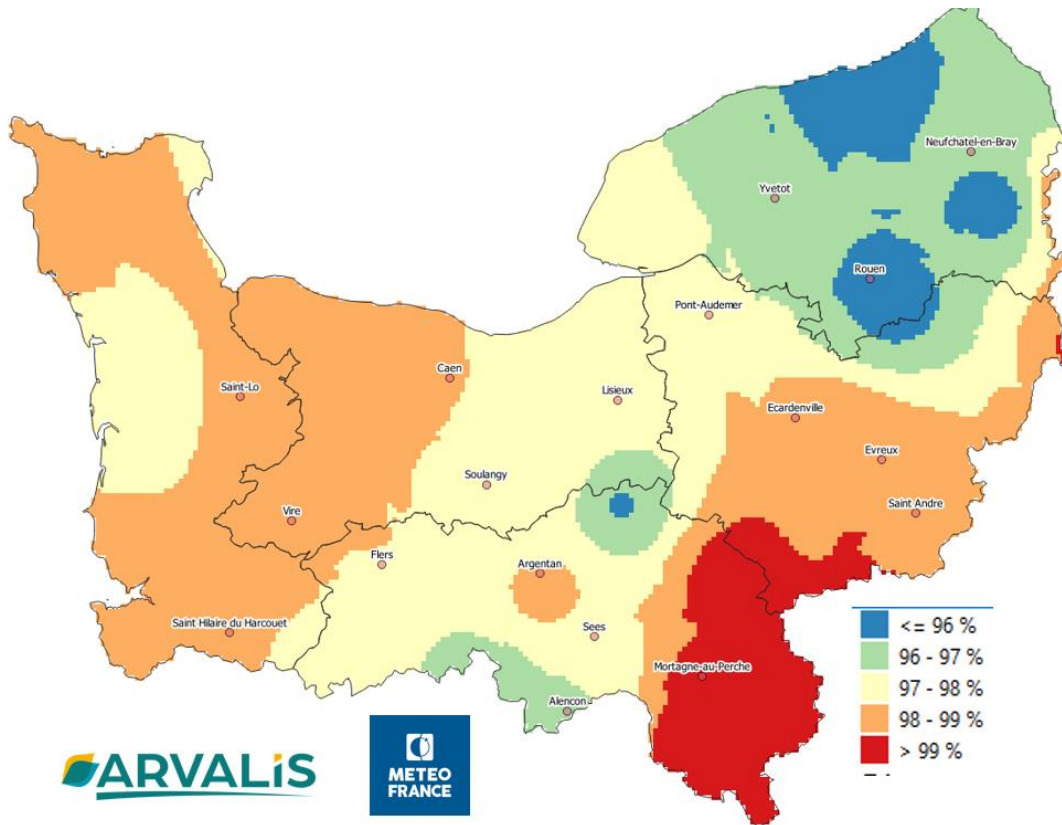 Neufchatel-en-Bray
Yvetot
Rouen
Pont-Audemer
Caen
Saint-Lo
Lisieux
Ecardenville
Evreux
Soulangy
Saint Andre
Vire
Flers
Argentan
Saint Hilaire du Harcouet
Sees
Mortagne-au-Perche
Alencon
<= 96 %
96 - 97 %
97 - 98 %
98 - 99 %
> 99 %
ARVALIS
METEO
FRANCE